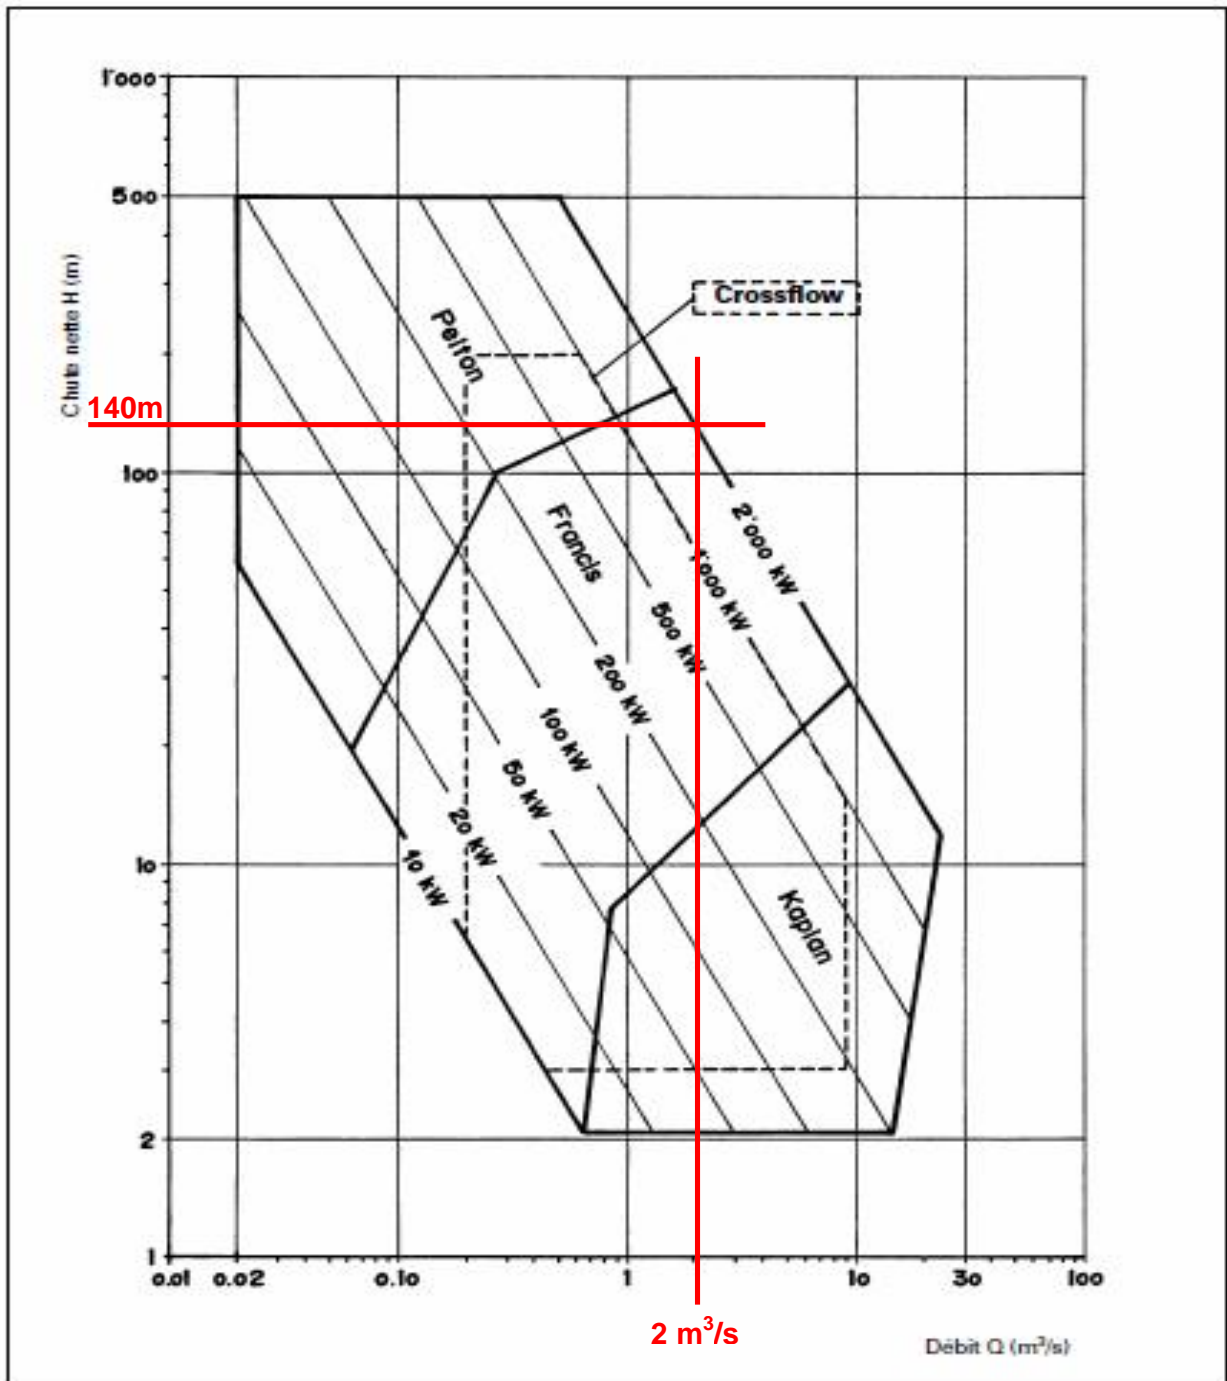 1'000
500
Chute nette H (m)
Crossflow
Pelton
140m
100
Francis
2'000 kW
1'000 kW
500 kW
200 kW
100 kW
50 kW
20 kW
10 kW
10
Kaplan
2
1
0.01 0.02 0.10 1 10 30 100
2 m³/s
Débit Q (m³/s)